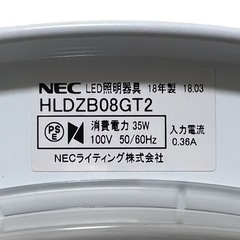 NEC LED照明器具 18年製 18.03
HLDZB08GT2
PS E 消費電力 35W 入力電流
100V 50/60Hz 0.36A
NECライティング株式会社